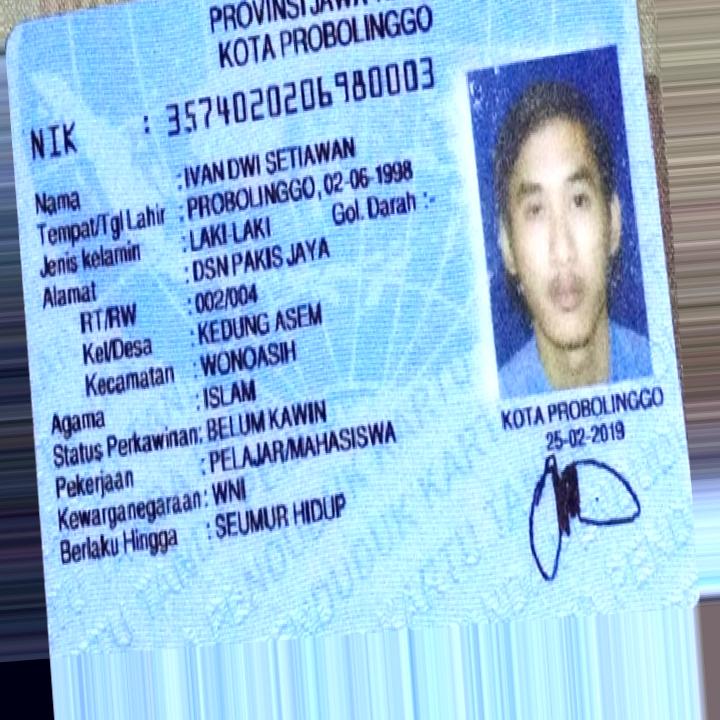 PROVINSI JAWA
KOTA PROBOLINGGO
NIK : 3574020206980003
Nama : IVAN DWI SETIAWAN
Tempat/Tgl Lahir : PROBOLINGGO, 02-06-1998
Jenis kelamin : LAKI-LAKI Gol. Darah :-
Alamat : DSN PAKIS JAYA
RT/RW : 002/004
Kel/Desa : KEDUNG ASEM
Kecamatan : WONOASIH
Agama : ISLAM
Status Perkawinan: BELUM KAWIN
Pekerjaan : PELAJAR/MAHASISWA
Kewarganegaraan: WNI
Berlaku Hingga : SEUMUR HIDUP
KOTA PROBOLINGGO
25-02-2019